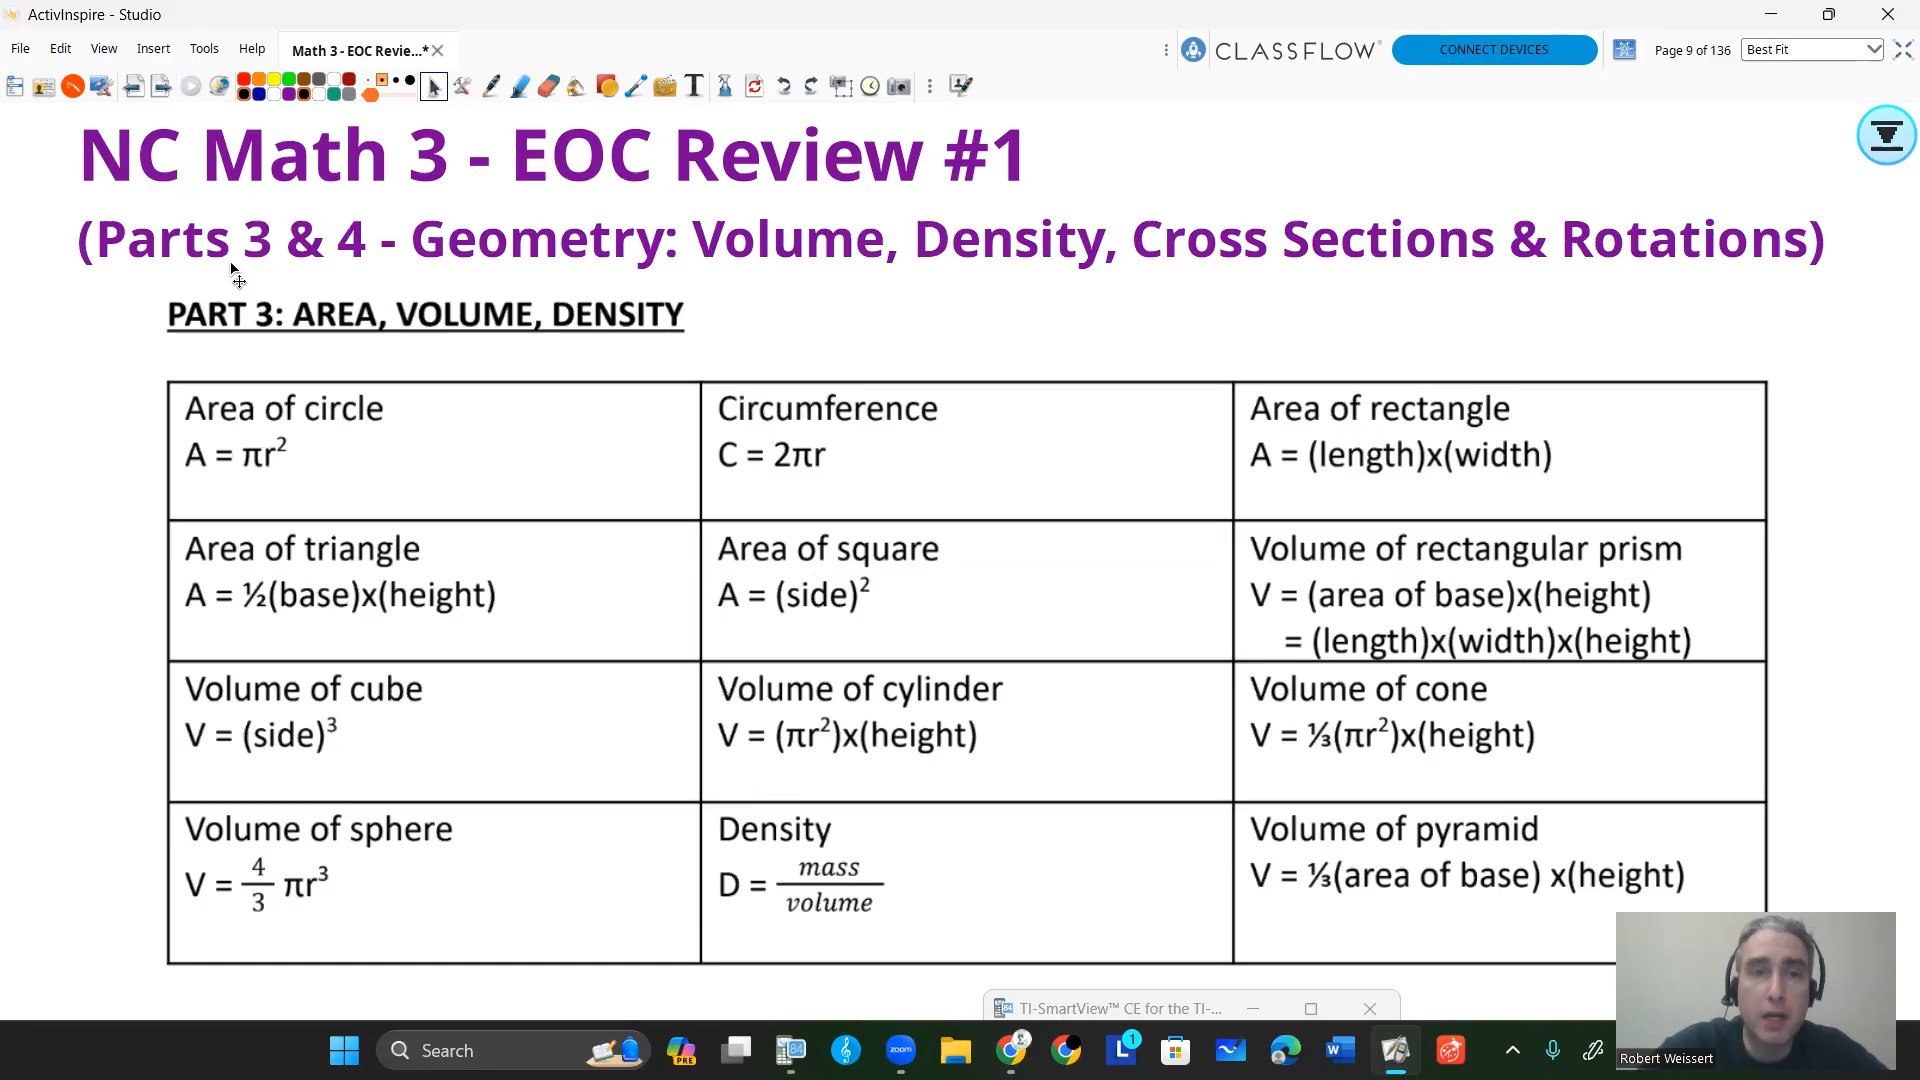 ActivInspire - Studio
File Edit View Insert Tools Help
Math 3 - EOC Revie...*
CLASSFLOW
CONNECT DEVICES
Page 9 of 136
Best Fit
NC Math 3 - EOC Review #1
(Parts 3 & 4 - Geometry: Volume, Density, Cross Sections & Rotations)
PART 3: AREA, VOLUME, DENSITY
Area of circle
A = πr²
Circumference
C = 2πr
Area of rectangle
A = (length)x(width)
Area of triangle
A = ½(base)x(height)
Area of square
A = (side)²
Volume of rectangular prism
V = (area of base)x(height)
= (length)x(width)x(height)
Volume of cube
V = (side)³
Volume of cylinder
V = (πr²)x(height)
Volume of cone
V = ⅓(πr²)x(height)
Volume of sphere
V = 4/3 πr³
Density
D = mass/volume
Volume of pyramid
V = ⅓(area of base) x(height)
TI-SmartView™ CE for the TI-...
Search
PRE
84
zoom
L
1
W
Robert Weissert